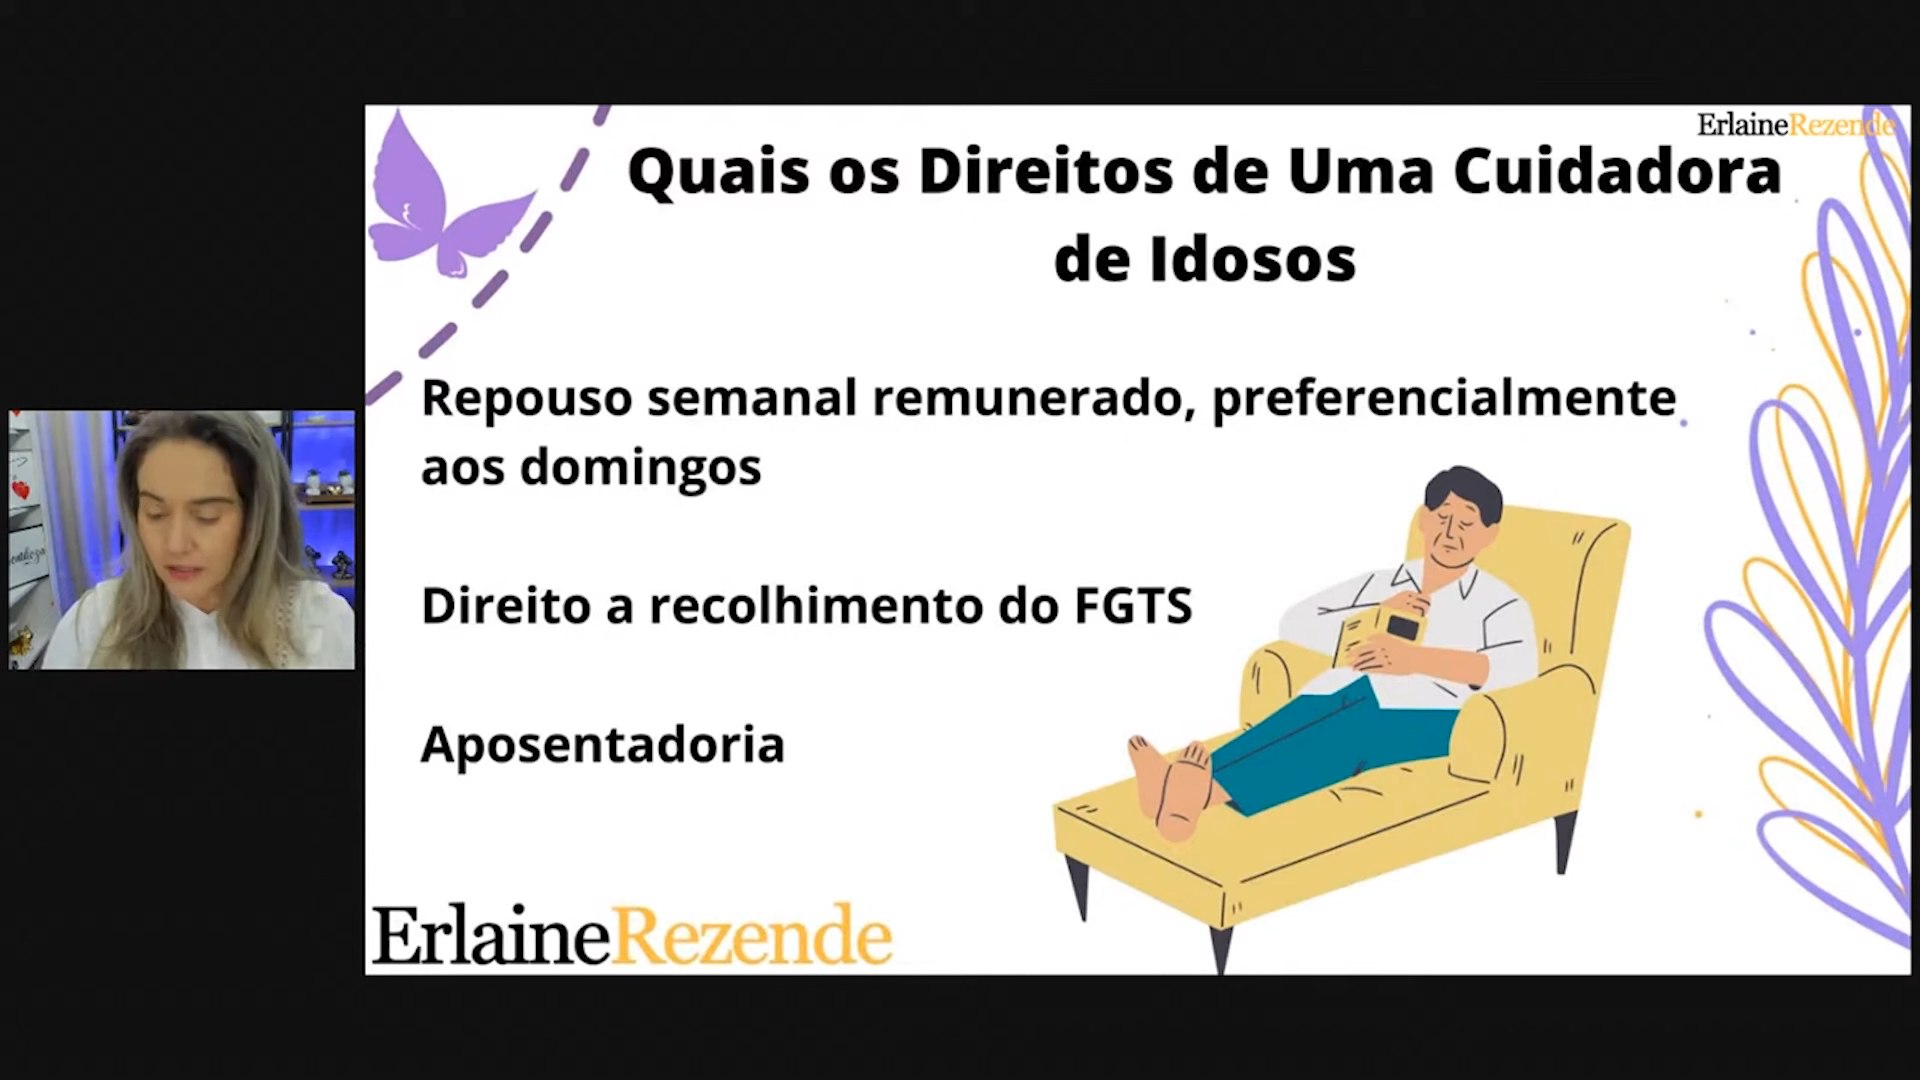 ErlaineRezende
Quais os Direitos de Uma Cuidadora
de Idosos
Repouso semanal remunerado, preferencialmente
aos domingos
Direito a recolhimento do FGTS
Aposentadoria
ErlaineRezende